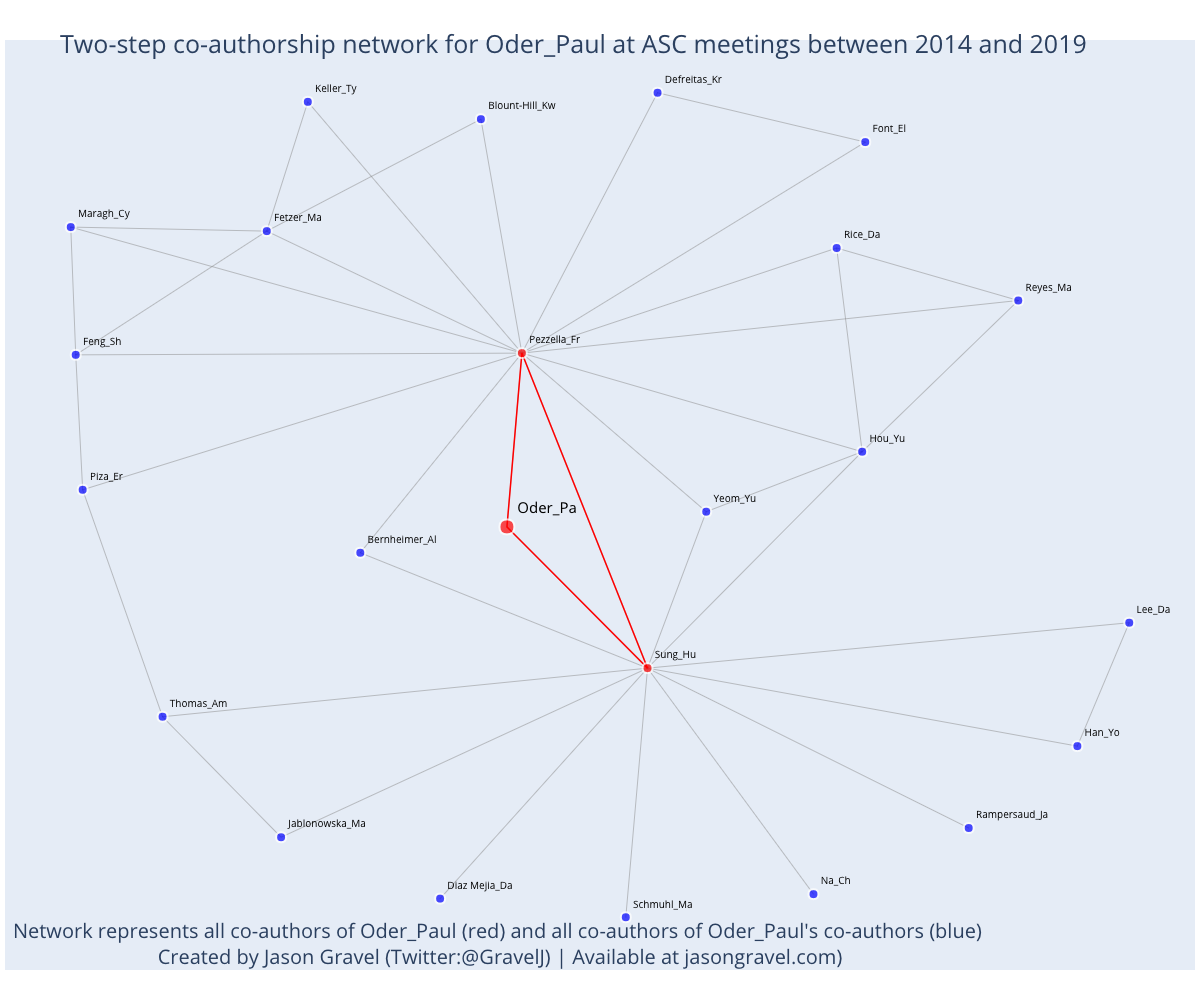 Two-step co-authorship network for Oder_Paul at ASC meetings between 2014 and 2019
Defreitas_Kr
Keller_Ty
Blount-Hill_Kw
Font_El
Maragh_Cy
Fetzer_Ma
Rice_Da
Reyes_Ma
Feng_Sh
Pezzella_Fr
Hou_Yu
Piza_Er
Yeom_Yu
Oder_Pa
Bernheimer_Al
Lee_Da
Sung_Hu
Thomas_Am
Han_Yo
Rampersaud_Ja
Jablonowska_Ma
Na_Ch
Diaz Mejia_Da
Schmuhl_Ma
Network represents all co-authors of Oder_Paul (red) and all co-authors of Oder_Paul's co-authors (blue)
Created by Jason Gravel (Twitter:@GravelJ) | Available at jasongravel.com)